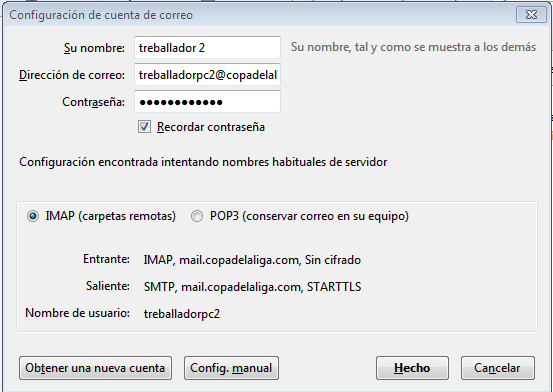 Configuración de cuenta de correo
Su nombre: treballador 2 Su nombre, tal y como se muestra a los demás
Dirección de correo: treballadorpc2@copadelal
Contraseña: ●●●●●●●●●●●●
Recordar contraseña
Configuración encontrada intentando nombres habituales de servidor
IMAP (carpetas remotas) POP3 (conservar correo en su equipo)
Entrante: IMAP, mail.copadelaliga.com, Sin cifrado
Saliente: SMTP, mail.copadelaliga.com, STARTTLS
Nombre de usuario: treballadorpc2
Obtener una nueva cuenta Config. manual Hecho Cancelar